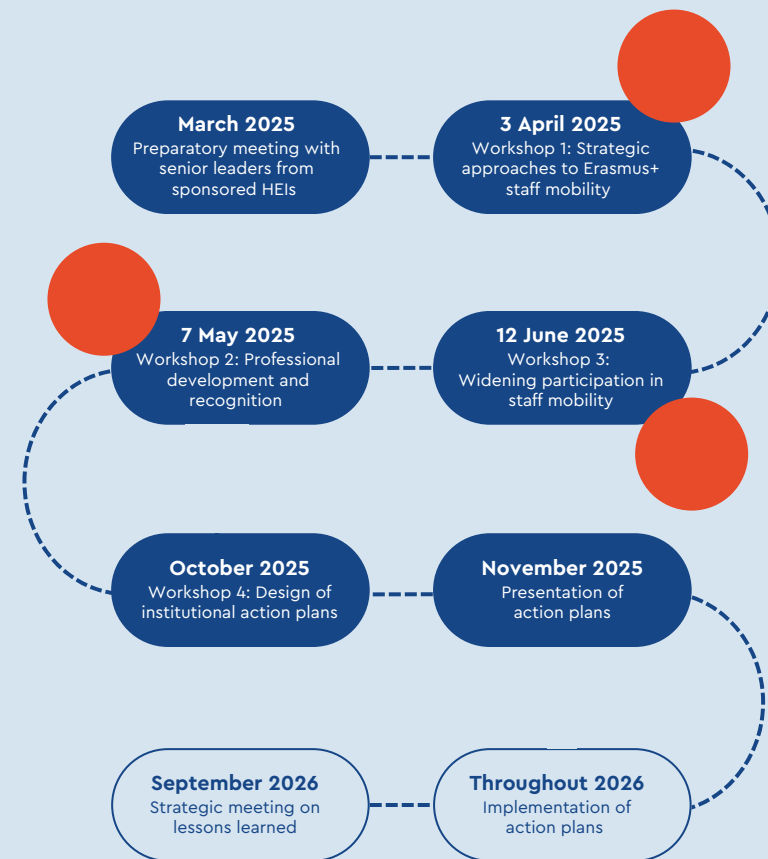 March 2025
Preparatory meeting with
senior leaders from
sponsored HEIs
3 April 2025
Workshop 1: Strategic
approaches to Erasmus+
staff mobility
7 May 2025
Workshop 2: Professional
development and
recognition
12 June 2025
Workshop 3:
Widening participation in
staff mobility
October 2025
Workshop 4: Design of
institutional action plans
November 2025
Presentation of
action plans
September 2026
Strategic meeting on
lessons learned
Throughout 2026
Implementation of
action plans